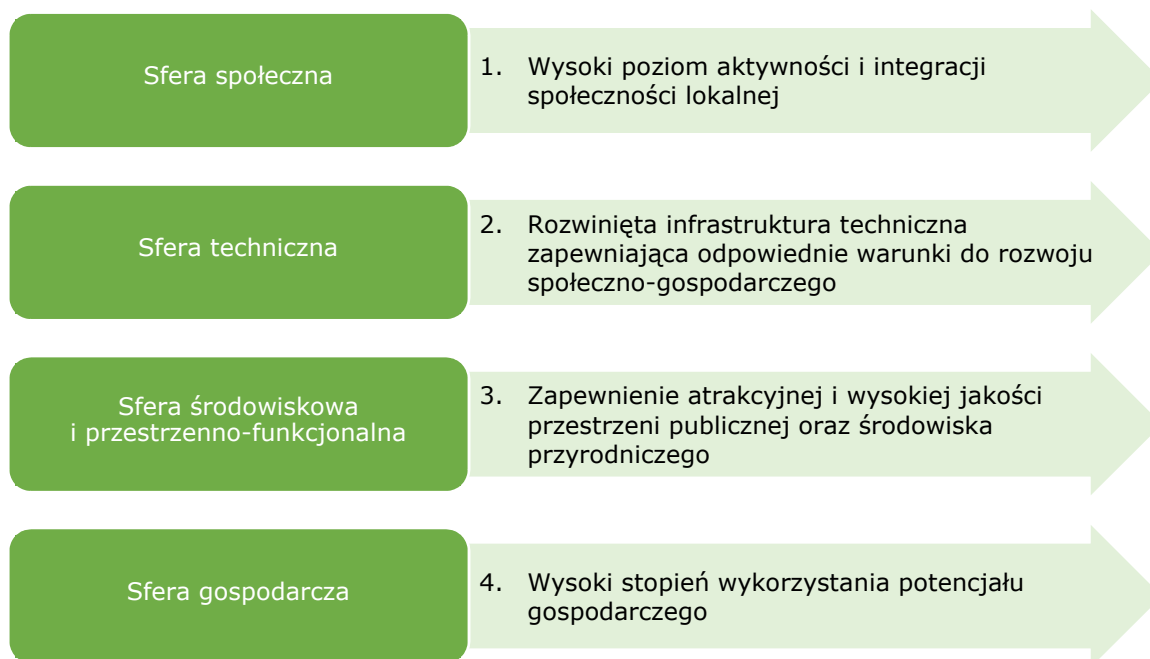 Sfera społeczna
1. Wysoki poziom aktywności i integracji
społeczności lokalnej
Sfera techniczna
2. Rozwinięta infrastruktura techniczna
zapewniająca odpowiednie warunki do rozwoju
społeczno-gospodarczego
Sfera środowiskowa
i przestrzenno-funkcjonalna
3. Zapewnienie atrakcyjnej i wysokiej jakości
przestrzeni publicznej oraz środowiska
przyrodniczego
Sfera gospodarcza
4. Wysoki stopień wykorzystania potencjału
gospodarczego